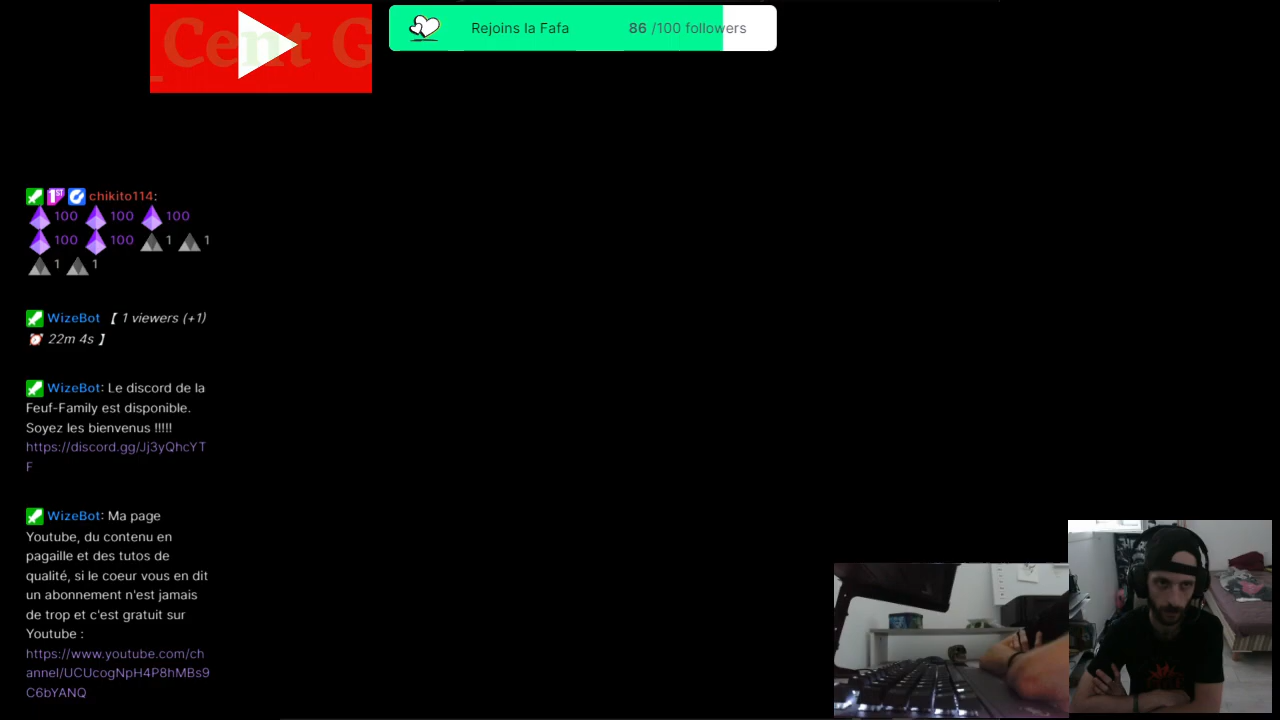 Cent G
Rejoins la Fafa 86 /100 followers
1ST chikito114:
100 100 100
100 100 1 1
1 1
WizeBot 【 1 viewers (+1)
22m 4s 】
WizeBot: Le discord de la
Feuf-Family est disponible.
Soyez les bienvenus !!!!!
https://discord.gg/Jj3yQhcYT
F
WizeBot: Ma page
Youtube, du contenu en
pagaille et des tutos de
qualité, si le coeur vous en dit
un abonnement n'est jamais
de trop et c'est gratuit sur
Youtube :
https://www.youtube.com/ch
annel/UCUcogNpH4P8hMBs9
C6bYANQ